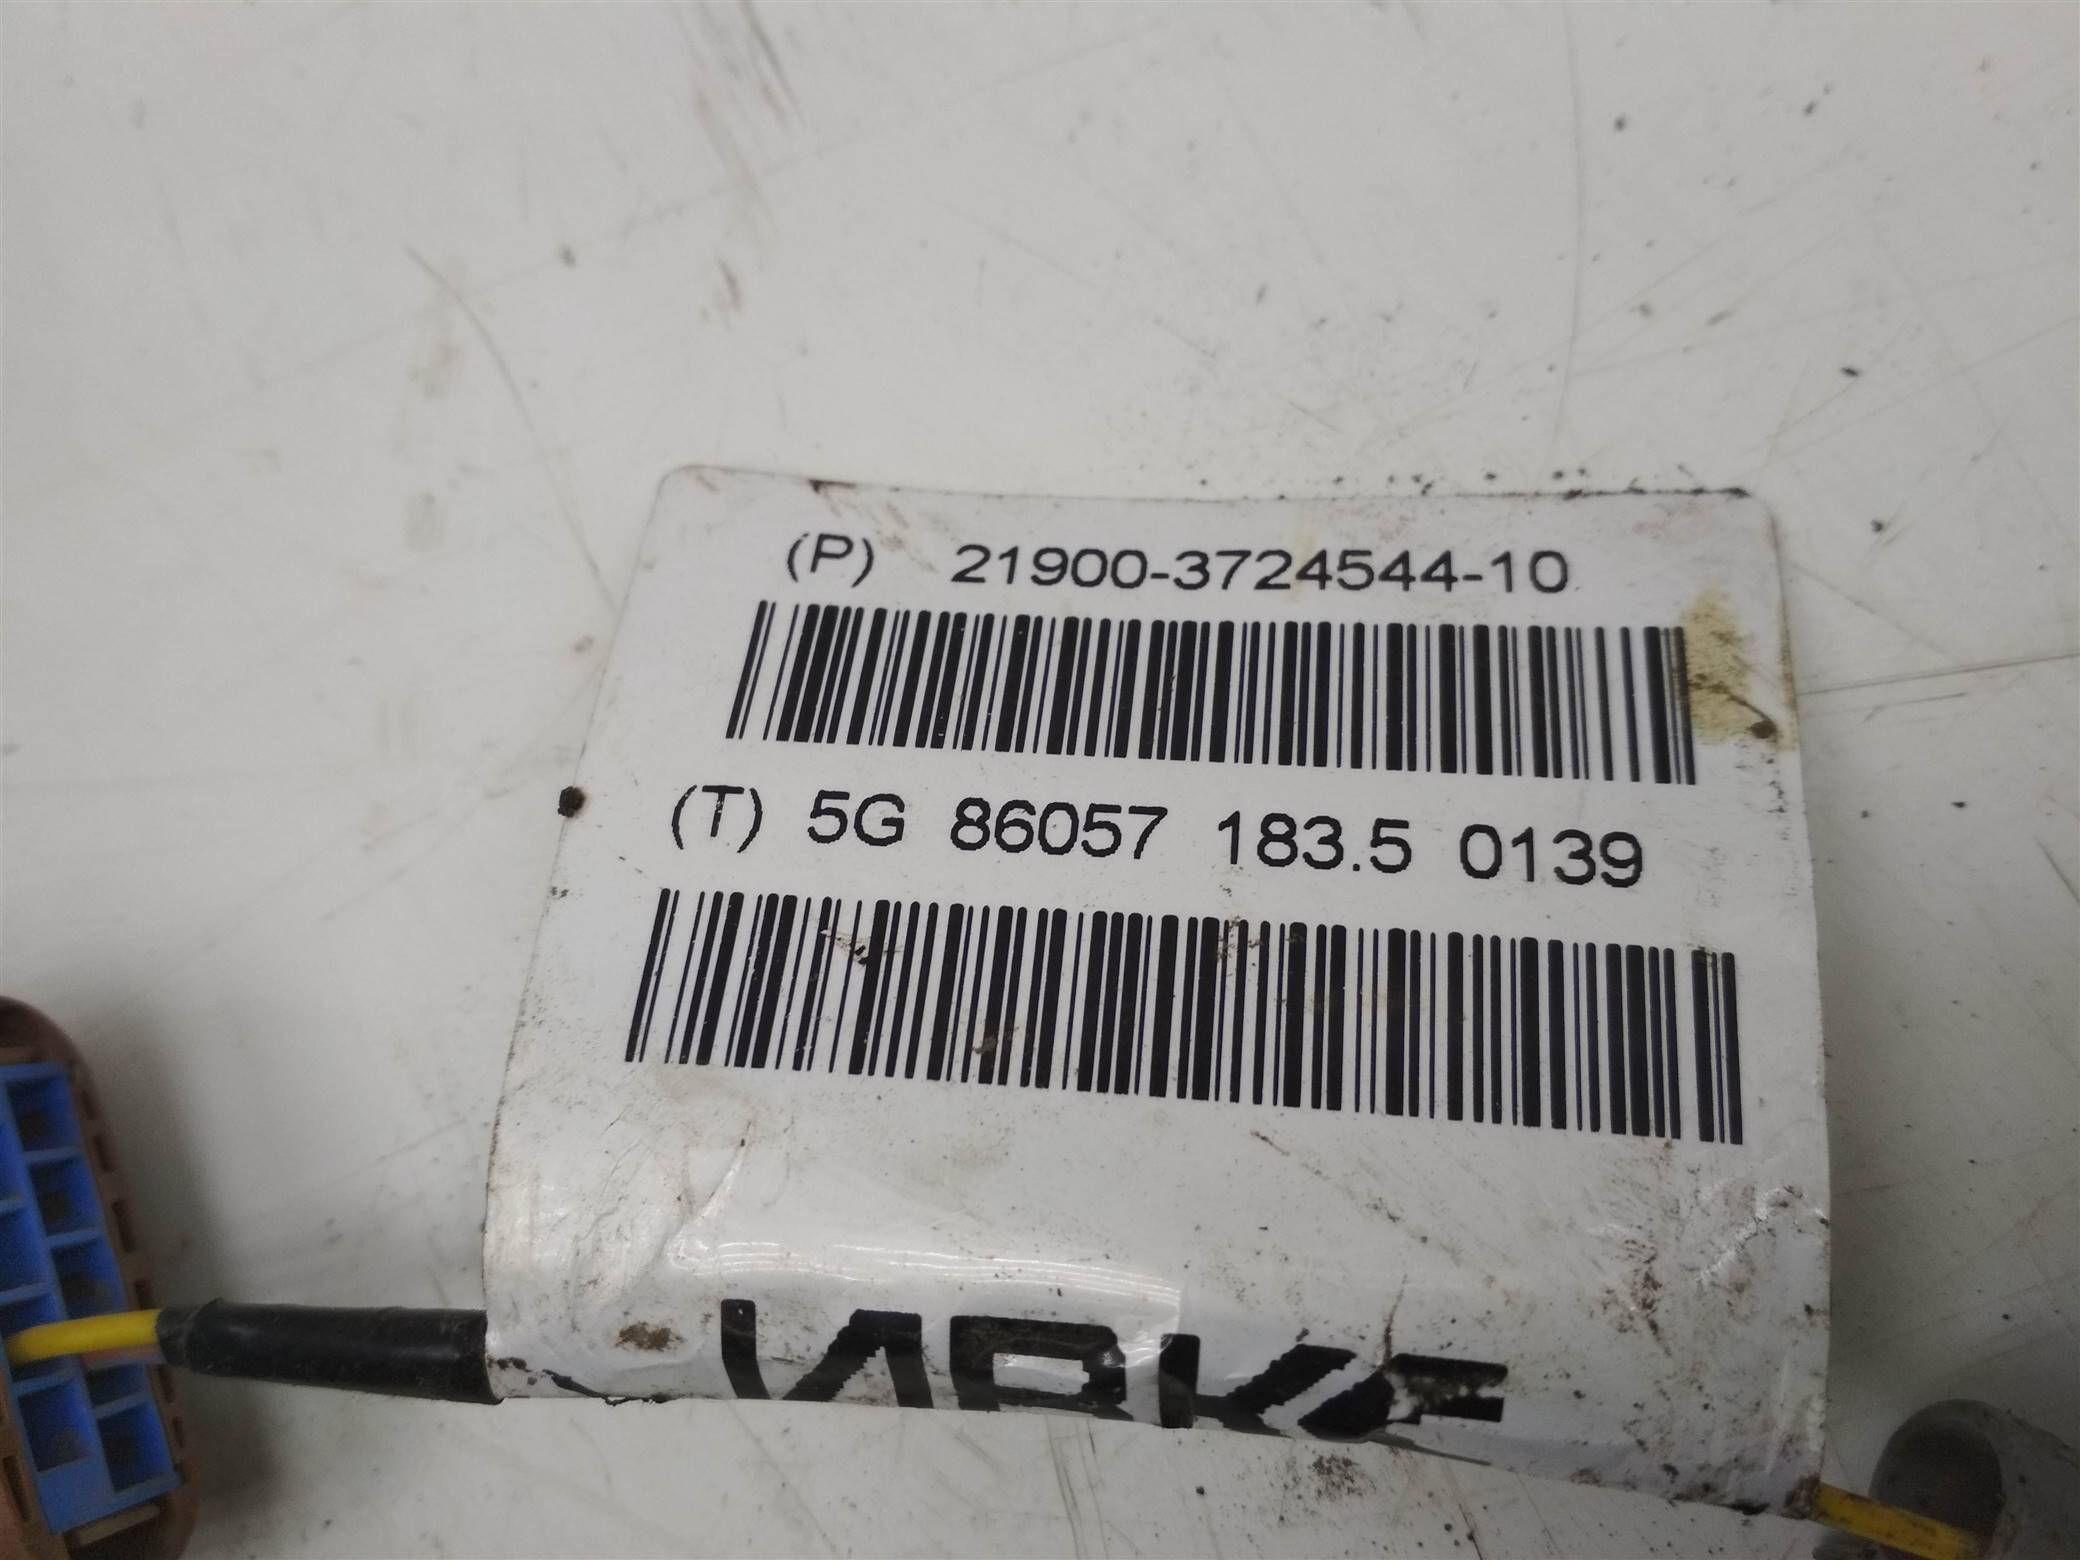 (P) 21900-3724544-10
(T) 5G 86057 183.5 0139